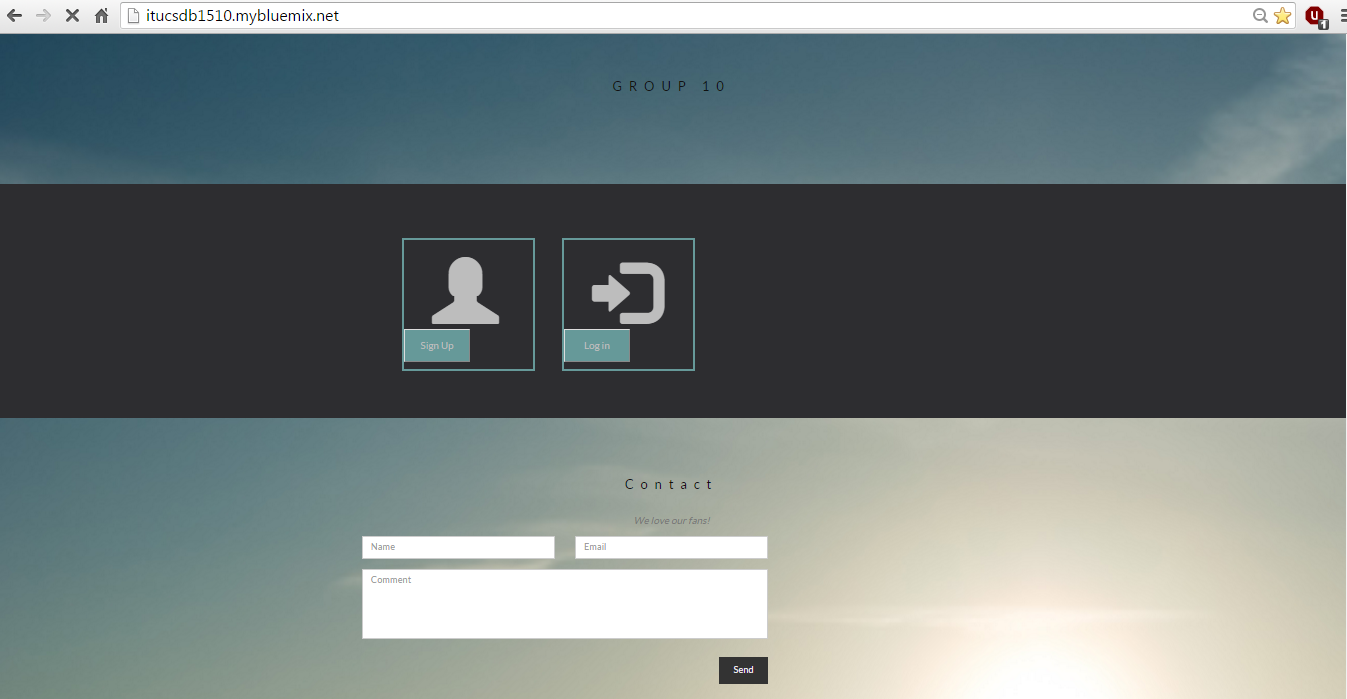 itucsdb1510.mybluemix.net
GROUP 10
Sign Up
Log in
Contact
We love our fans!
Name
Email
Comment
Send